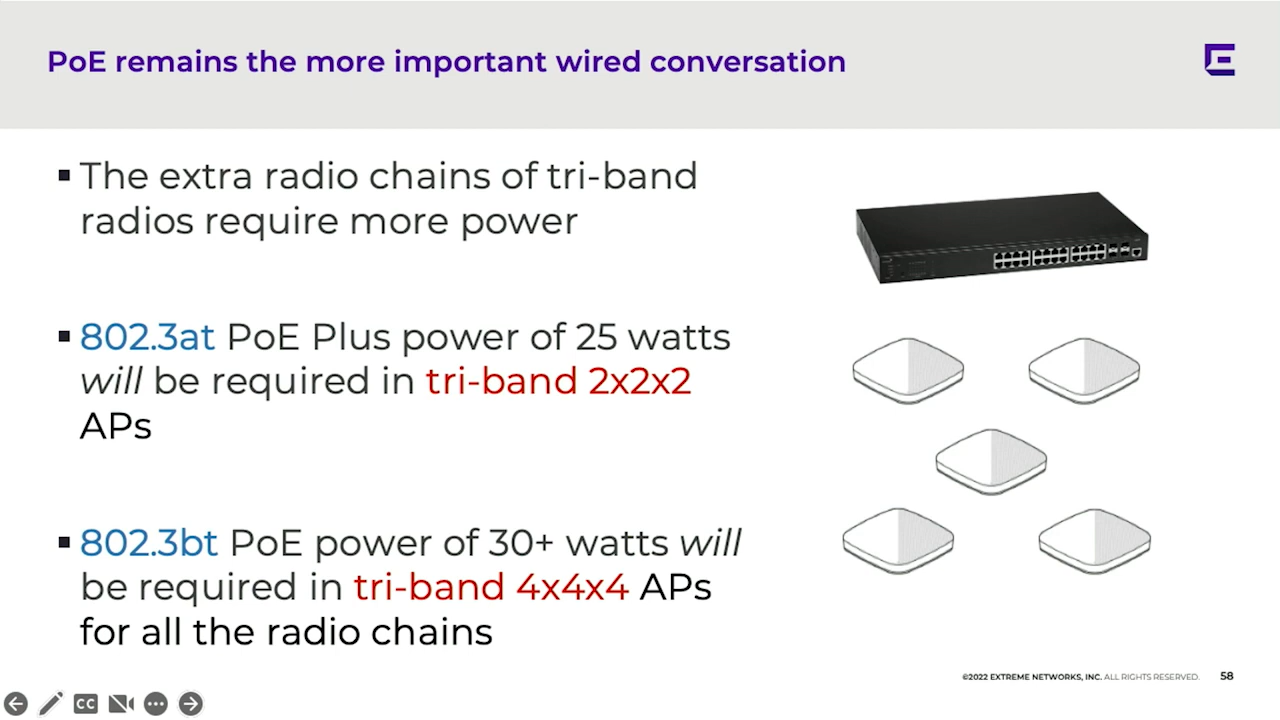 PoE remains the more important wired conversation
▪ The extra radio chains of tri-band
radios require more power
▪ 802.3at PoE Plus power of 25 watts
will be required in tri-band 2x2x2
APs
▪ 802.3bt PoE power of 30+ watts will
be required in tri-band 4x4x4 APs
for all the radio chains
©2022 EXTREME NETWORKS, INC. ALL RIGHTS RESERVED. 58
CC